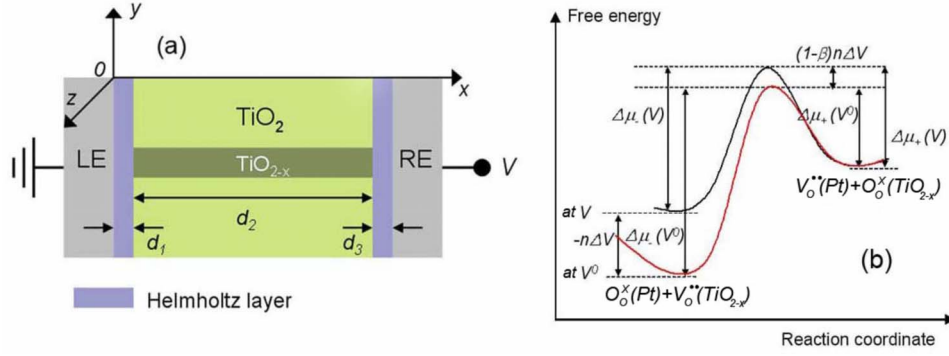 y
(a)
0
x
z
TiO2
LE
TiO2-x
RE
V
d2
d1
d3
Helmholtz layer
Free energy
(1-β)nΔV
Δμ-(V)
Δμ+(V⁰)
Δμ+(V)
VO••(Pt)+OOx(TiO2-x)
at V
-nΔV
Δμ-(V⁰)
at V⁰
(b)
OOx(Pt)+VO••(TiO2-x)
Reaction coordinate